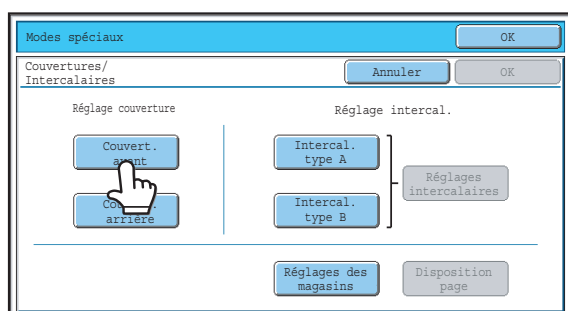 Modes spéciaux
OK
Couvertures/
Intercalaires
Annuler
OK
Réglage couverture
Réglage intercal.
Couvert.
avant
Intercal.
type A
Réglages
intercalaires
arrière
Intercal.
type B
Réglages des
magasins
Disposition
page